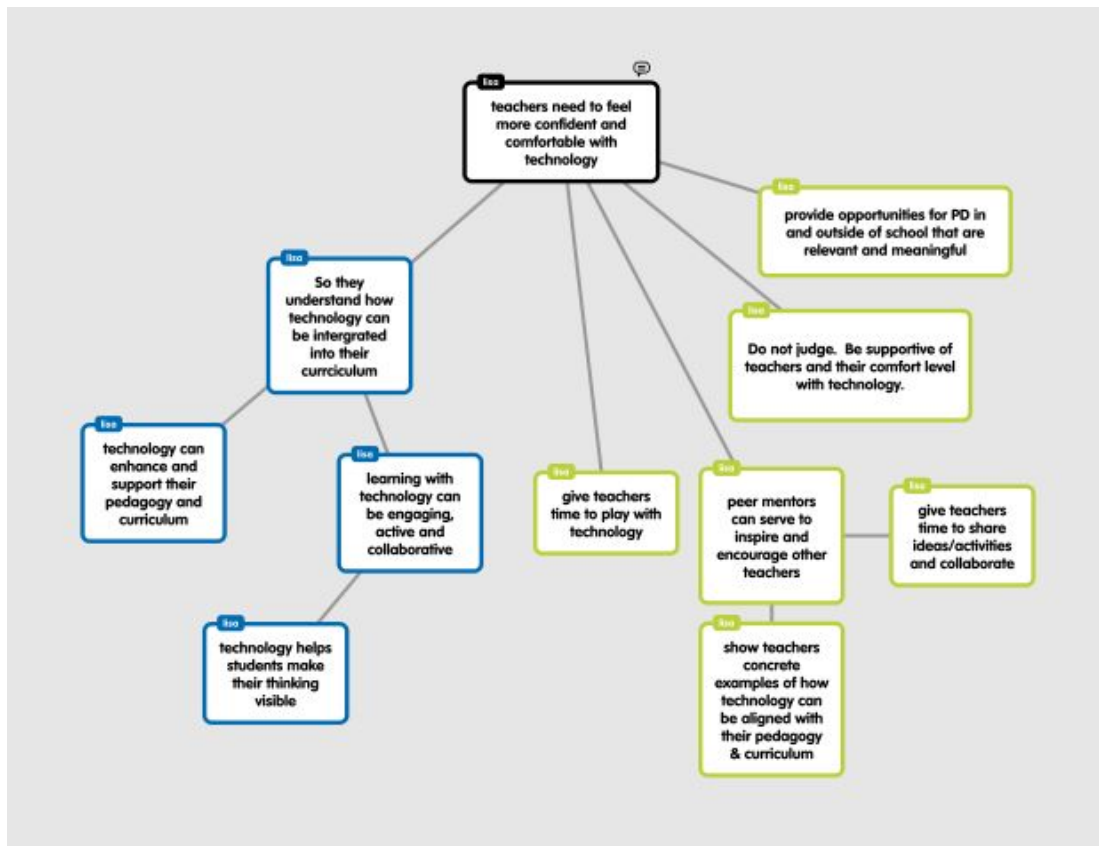 lisa
teachers need to feel
more confident and
comfortable with
technology
lisa
provide opportunities for PD in
and outside of school that are
relevant and meaningful
lisa
So they
understand how
technology can
be intergrated
into their
currciculum
lisa
Do not judge.  Be supportive of
teachers and their comfort level
with technology.
lisa
technology can
enhance and
support their
pedagogy and
curriculum
lisa
learning with
technology can
be engaging,
active and
collaborative
lisa
give teachers
time to play with
technology
lisa
peer mentors
can serve to
inspire and
encourage other
teachers
lisa
give teachers
time to share
ideas/activities
and collaborate
lisa
technology helps
students make
their thinking
visible
lisa
show teachers
concrete
examples of how
technology can
be aligned with
their pedagogy
& curriculum